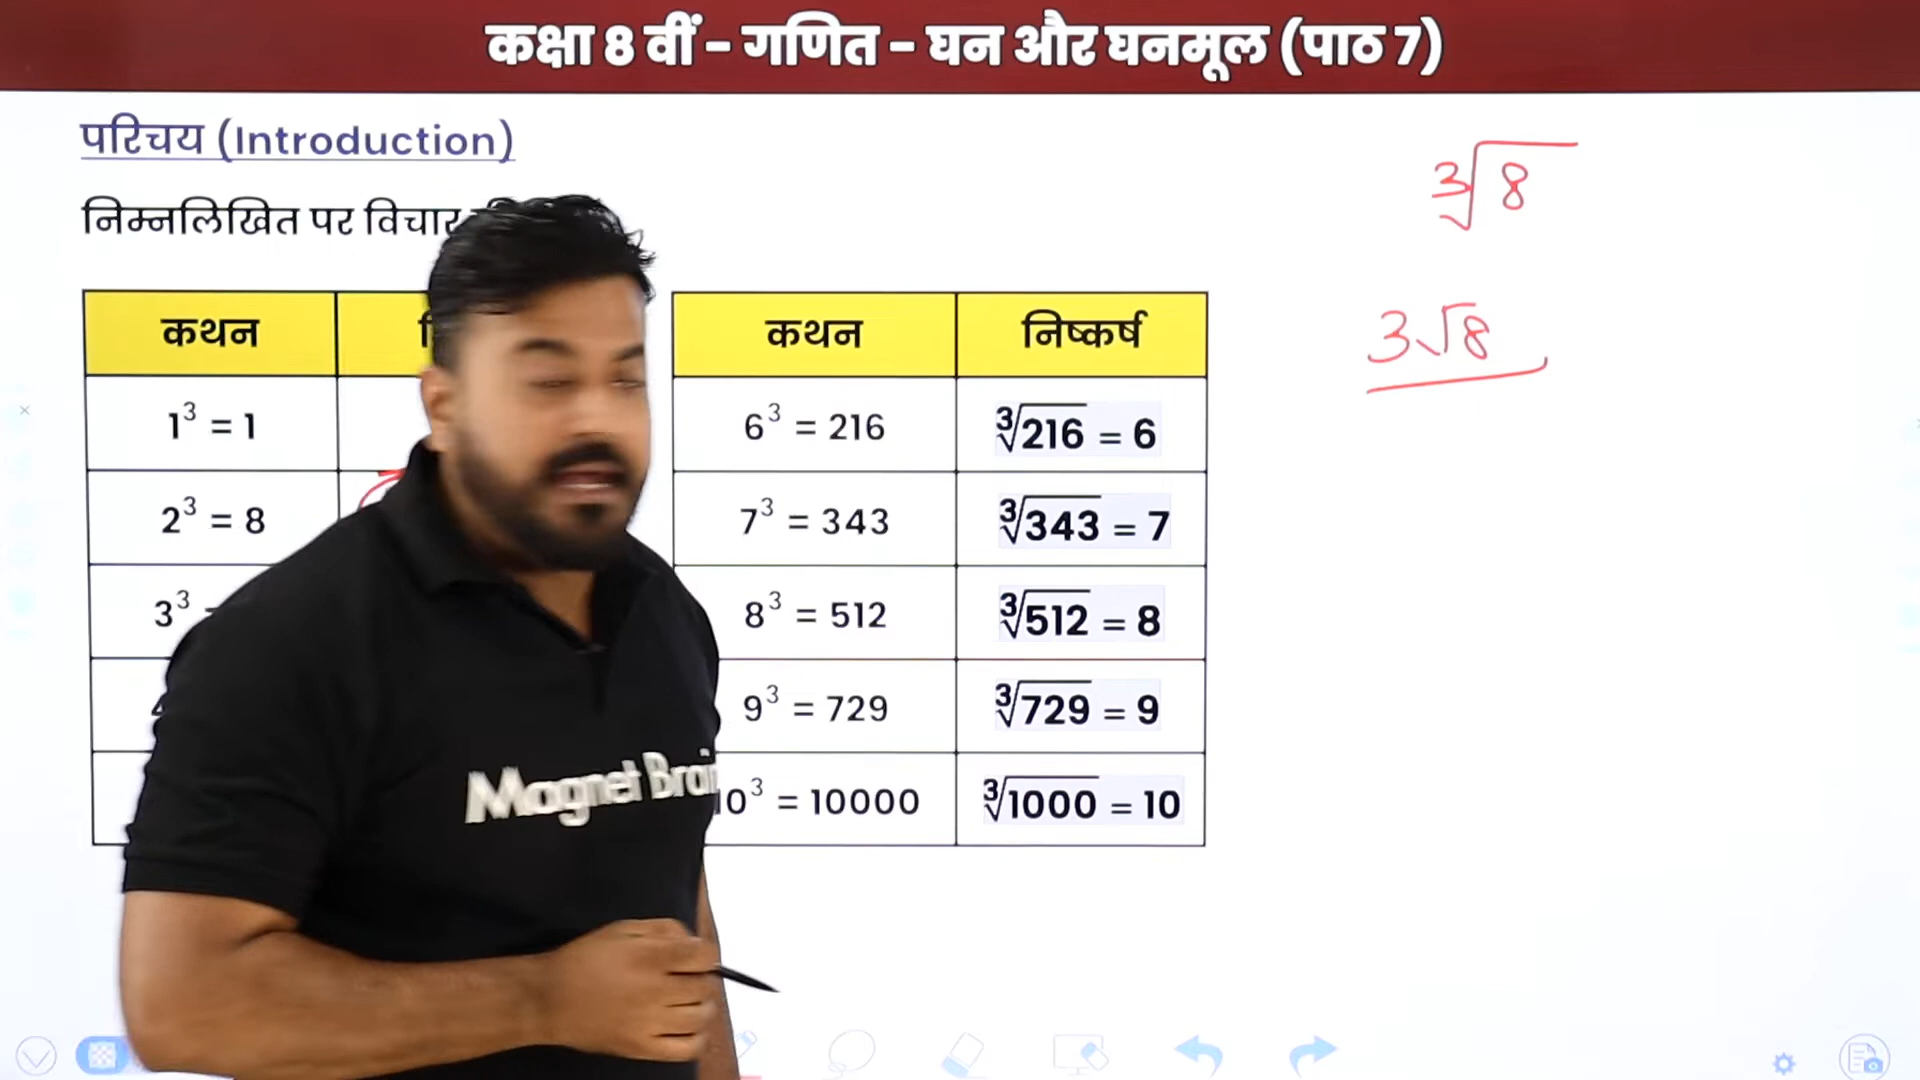 कक्षा 8 वीं – गणित – घन और घनमूल (पाठ 7)
परिचय (Introduction)
निम्नलिखित पर विचार
कथन
1³ = 1
2³ = 8
3³
कथन निष्कर्ष
6³ = 216 ∛216 = 6
7³ = 343 ∛343 = 7
8³ = 512 ∛512 = 8
9³ = 729 ∛729 = 9
10³ = 10000 ∛1000 = 10
∛8
3√8
Magnet Brai